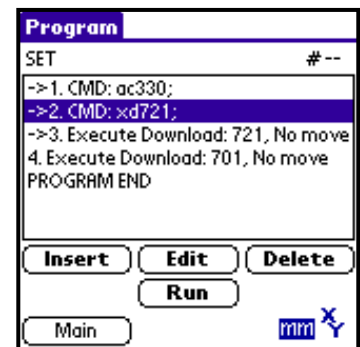 Program
SET #--
->1. CMD: ac330;
->2. CMD: xd721;
->3. Execute Download: 721, No move
4. Execute Download: 701, No move
PROGRAM END
Insert Edit Delete
Run
Main mm X Y